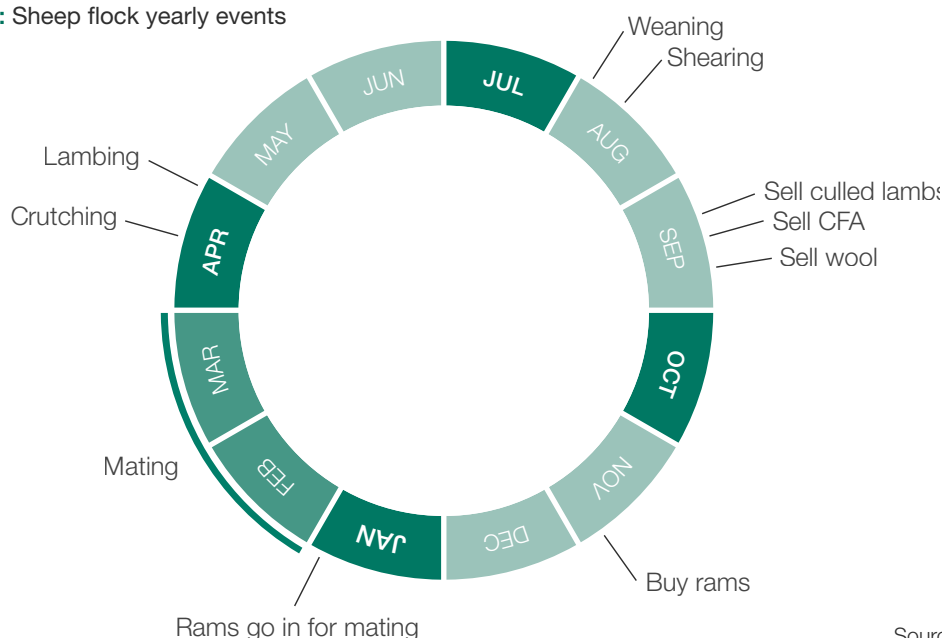 : Sheep flock yearly events
Weaning
Shearing
JUN
JUL
MAY
AUG
Lambing
Sell culled lambs
Crutching
Sell CFA
APR
SEP
Sell wool
MAR
OCT
Mating
FEB
NOV
JAN
DEC
Buy rams
Rams go in for mating